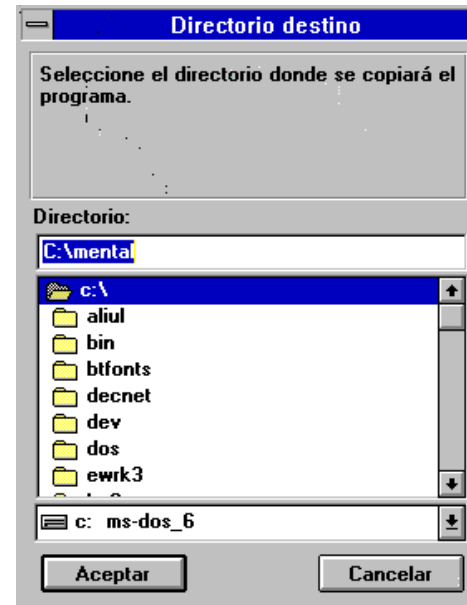 Directorio destino
Seleccione el directorio donde se copiará el
programa.
Directorio:
C:\mental
c:\
aliul
bin
btfonts
decnet
dev
dos
ewrk3
c: ms-dos_6
Aceptar Cancelar